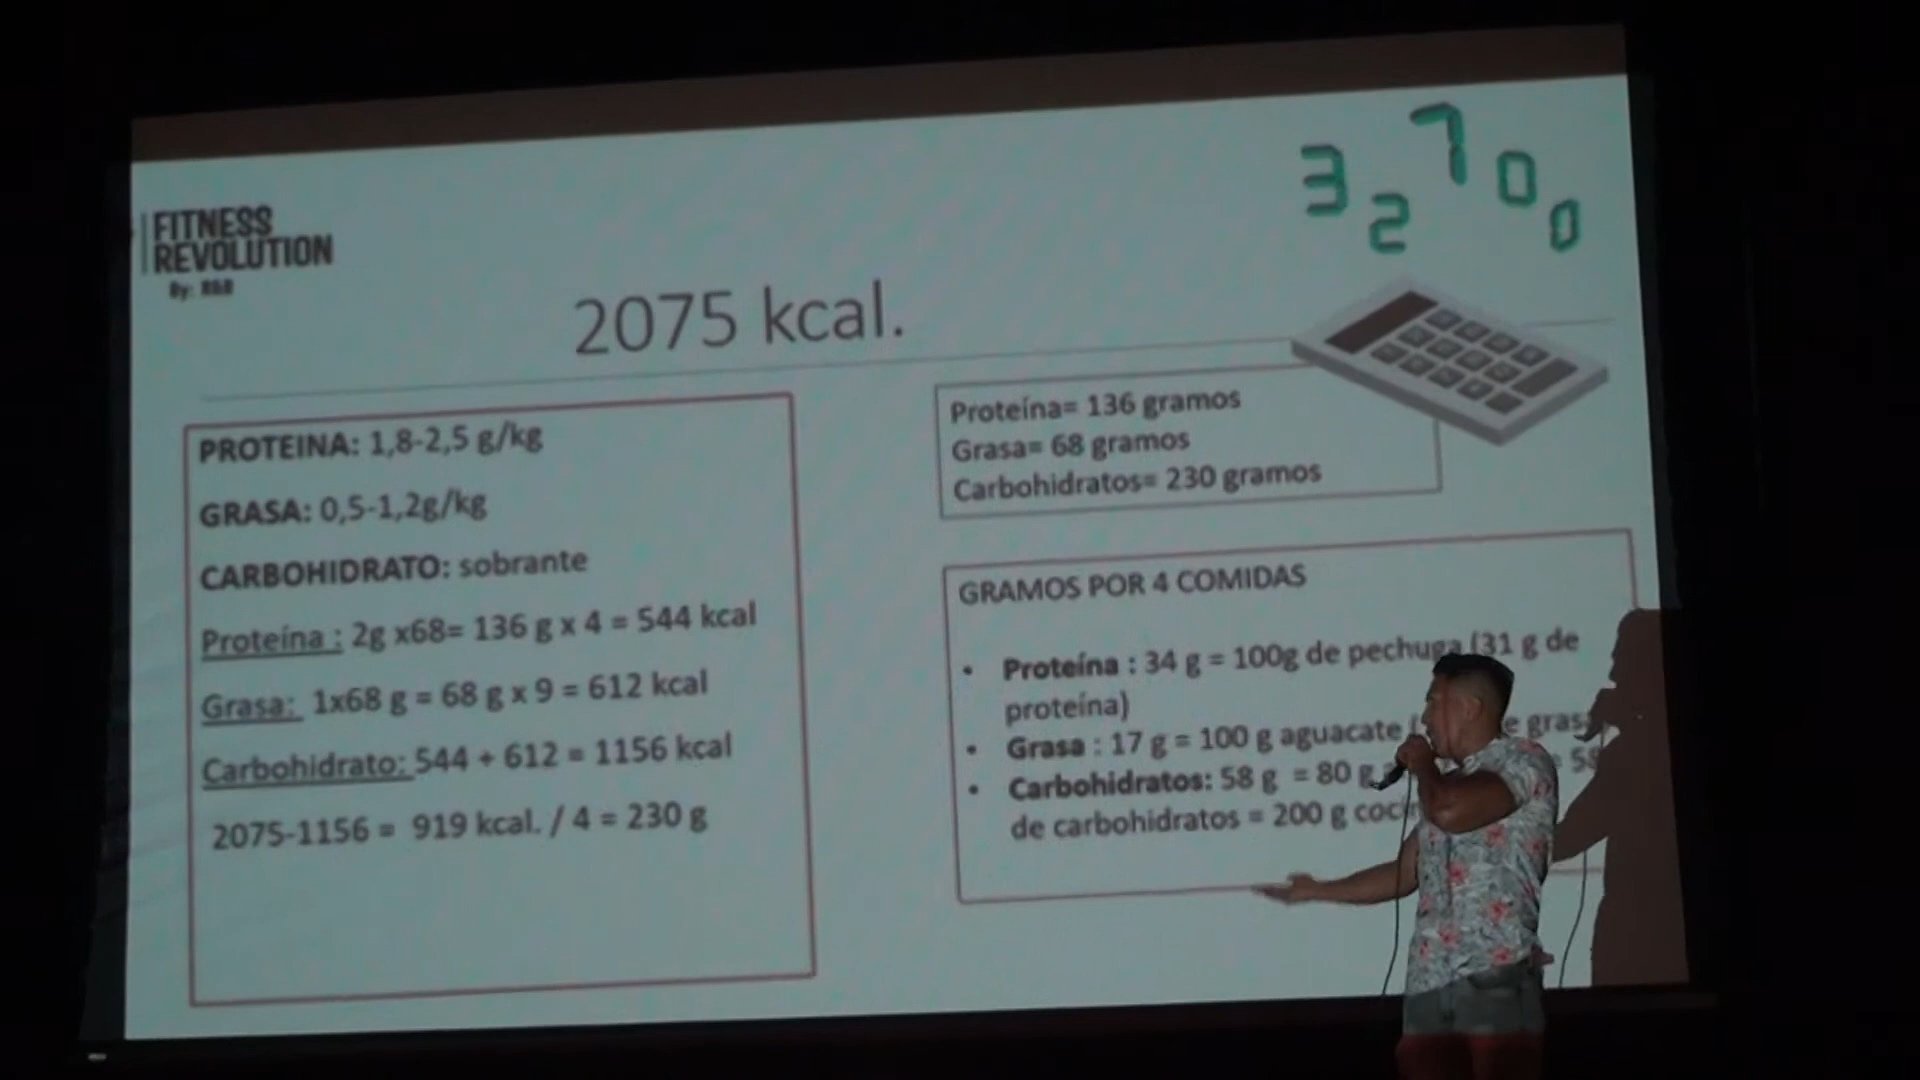 3 2 7 0 0
FITNESS
REVOLUTION
By: R&B
2075 kcal.
PROTEINA: 1,8-2,5 g/kg
GRASA: 0,5-1,2g/kg
CARBOHIDRATO: sobrante
Proteína : 2g x68= 136 g x 4 = 544 kcal
Grasa: 1x68 g = 68 g x 9 = 612 kcal
Carbohidrato: 544 + 612 = 1156 kcal
2075-1156 = 919 kcal. / 4 = 230 g
Proteína= 136 gramos
Grasa= 68 gramos
Carbohidratos= 230 gramos
GRAMOS POR 4 COMIDAS
• Proteína : 34 g = 100g de pechuga (31 g de
proteína)
• Grasa : 17 g = 100 g aguacate
• Carbohidratos: 58 g = 80 g
de carbohidratos = 200 g